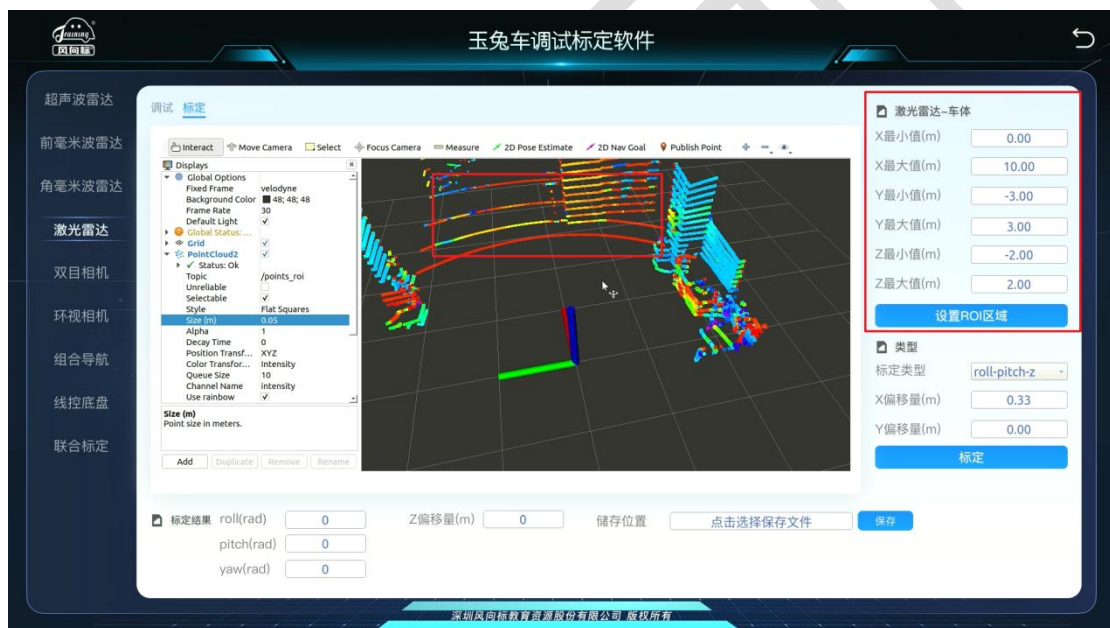 风向标
玉兔车调试标定软件
超声波雷达
前毫米波雷达
角毫米波雷达
激光雷达
双目相机
环视相机
组合导航
线控底盘
联合标定
调试 标定
Interact Move Camera Select Focus Camera Measure 2D Pose Estimate 2D Nav Goal Publish Point
Displays
Global Options
Fixed Frame velodyne
Background Color 48; 48; 48
Frame Rate 30
Default Light
Global Status: ...
Grid
PointCloud2
Status: Ok
Topic /points_roi
Unreliable
Selectable
Style Flat Squares
Size (m) 0.05
Alpha 1
Decay Time 0
Position Transf... XYZ
Color Transfor... Intensity
Queue Size 10
Channel Name intensity
Use rainbow
Size (m)
Point size in meters.
Add Duplicate Remove Rename
激光雷达~车体
X最小值(m) 0.00
X最大值(m) 10.00
Y最小值(m) -3.00
Y最大值(m) 3.00
Z最小值(m) -2.00
Z最大值(m) 2.00
设置ROI区域
类型
标定类型 roll-pitch-z
X偏移量(m) 0.33
Y偏移量(m) 0.00
标定
标定结果 roll(rad) 0 Z偏移量(m) 0 储存位置 点击选择保存文件 保存
pitch(rad) 0
yaw(rad) 0
深圳风向标教育资源股份有限公司 版权所有